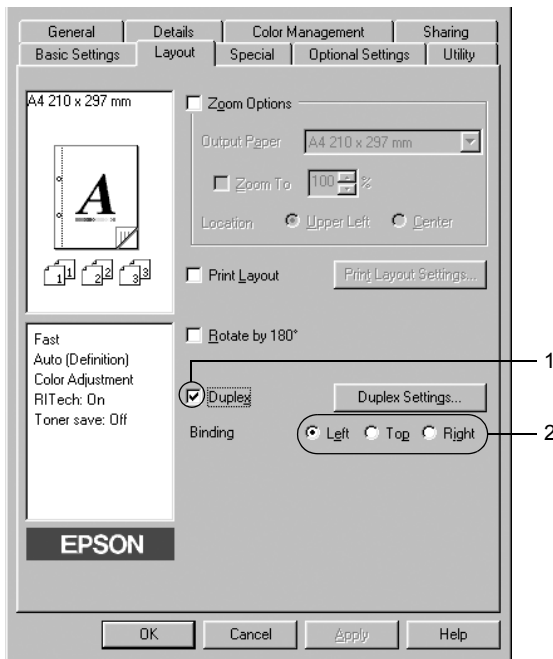 General Details Color Management Sharing
Basic Settings Layout Special Optional Settings Utility
A4 210 x 297 mm
A
1 1 2 2 3 3
Zoom Options
Output Paper A4 210 x 297 mm
Zoom To 100 %
Location Upper Left Center
Print Layout Print Layout Settings...
Rotate by 180°
Fast
Auto (Definition)
Color Adjustment
RITech: On
Toner save: Off
1
Duplex Duplex Settings...
Binding Left Top Right 2
EPSON
OK Cancel Apply Help